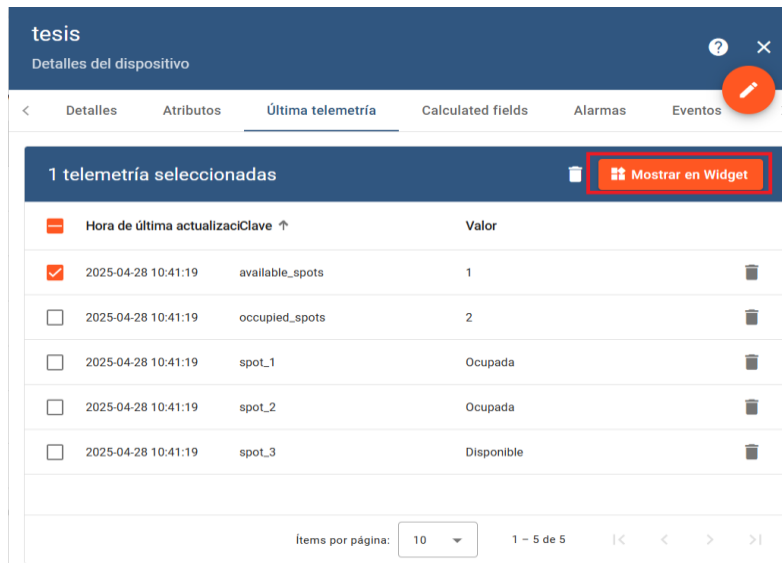 tesis
Detalles del dispositivo
Detalles Atributos Última telemetría Calculated fields Alarmas Eventos
1 telemetría seleccionadas Mostrar en Widget
Hora de última actualizaciClave Valor
2025-04-28 10:41:19 available_spots 1
2025-04-28 10:41:19 occupied_spots 2
2025-04-28 10:41:19 spot_1 Ocupada
2025-04-28 10:41:19 spot_2 Ocupada
2025-04-28 10:41:19 spot_3 Disponible
Ítems por página: 10 1 – 5 de 5